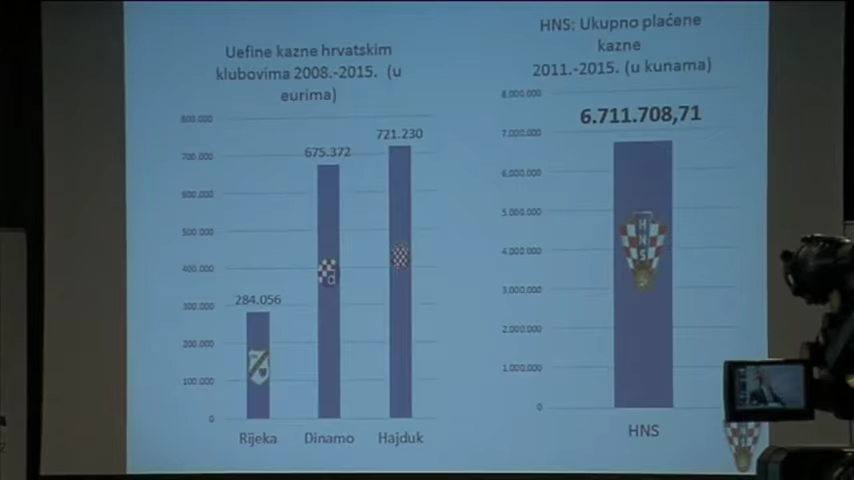 Uefine kazne hrvatskim
klubovima 2008.-2015. (u
eurima)
800.000
700.000
600.000
500.000
400.000
300.000
200.000
100.000
0
284.056
675.372
721.230
Rijeka
Dinamo
Hajduk
HNS: Ukupno plaćene
kazne
2011.-2015. (u kunama)
8.000.000
7.000.000
6.000.000
5.000.000
4.000.000
3.000.000
2.000.000
1.000.000
0
6.711.708,71
HNS
HNS